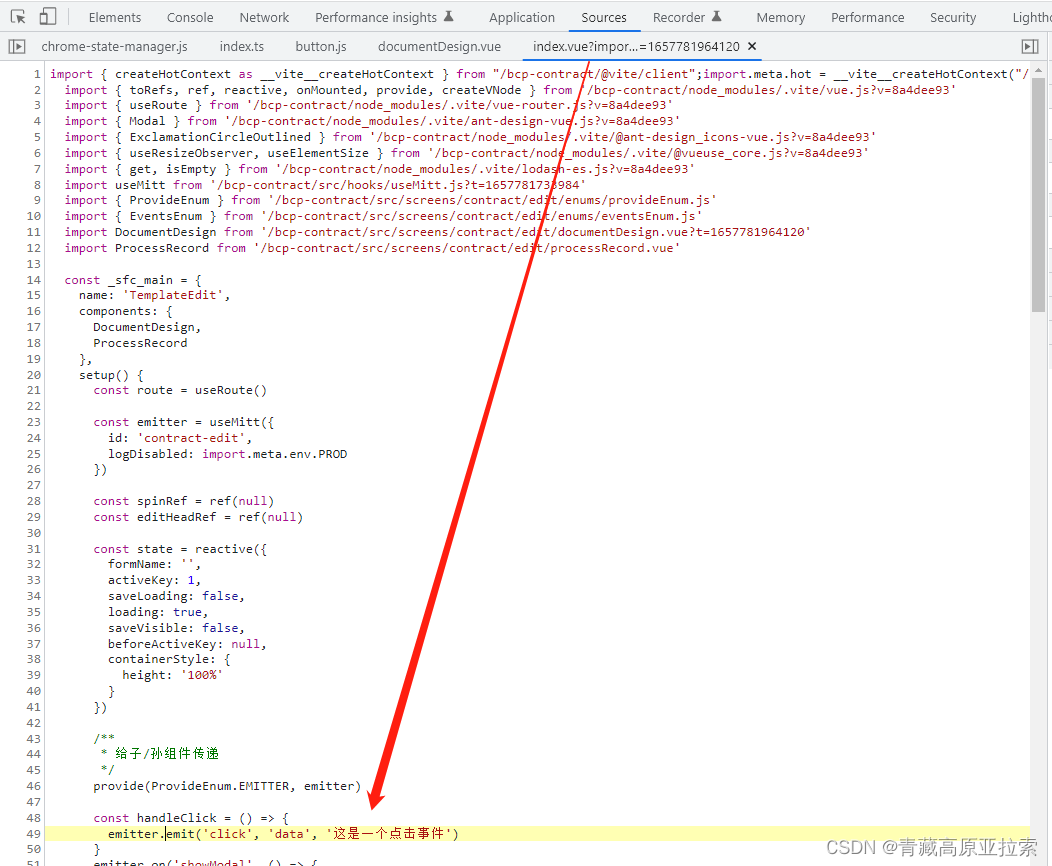 Elements Console Network Performance insights Application Sources Recorder Memory Performance Security Lighth
chrome-state-manager.js index.ts button.js documentDesign.vue index.vue?impor...=1657781964120 ×
1 import { createHotContext as __vite__createHotContext } from "/bcp-contract/@vite/client";import.meta.hot = __vite__createHotContext("/
2 import { toRefs, ref, reactive, onMounted, provide, createVNode } from '/bcp-contract/node_modules/.vite/vue.js?v=8a4dee93'
3 import { useRoute } from '/bcp-contract/node_modules/.vite/vue-router.js?v=8a4dee93'
4 import { Modal } from '/bcp-contract/node_modules/.vite/ant-design-vue.js?v=8a4dee93'
5 import { ExclamationCircleOutlined } from '/bcp-contract/node_modules/.vite/@ant-design_icons-vue.js?v=8a4dee93'
6 import { useResizeObserver, useElementSize } from '/bcp-contract/node_modules/.vite/@vueuse_core.js?v=8a4dee93'
7 import { get, isEmpty } from '/bcp-contract/node_modules/.vite/lodash-es.js?v=8a4dee93'
8 import useMitt from '/bcp-contract/src/hooks/useMitt.js?t=1657781738984'
9 import { ProvideEnum } from '/bcp-contract/src/screens/contract/edit/enums/provideEnum.js'
10 import { EventsEnum } from '/bcp-contract/src/screens/contract/edit/enums/eventsEnum.js'
11 import DocumentDesign from '/bcp-contract/src/screens/contract/edit/documentDesign.vue?t=1657781964120'
12 import ProcessRecord from '/bcp-contract/src/screens/contract/edit/processRecord.vue'
13
14 const _sfc_main = {
15 name: 'TemplateEdit',
16 components: {
17 DocumentDesign,
18 ProcessRecord
19 },
20 setup() {
21 const route = useRoute()
22
23 const emitter = useMitt({
24 id: 'contract-edit',
25 logDisabled: import.meta.env.PROD
26 })
27
28 const spinRef = ref(null)
29 const editHeadRef = ref(null)
30
31 const state = reactive({
32 formName: '',
33 activeKey: 1,
34 saveLoading: false,
35 loading: true,
36 saveVisible: false,
37 beforeActiveKey: null,
38 containerStyle: {
39 height: '100%'
40 }
41 })
42
43 /**
44 * 给子/孙组件传递
45 */
46 provide(ProvideEnum.EMITTER, emitter)
47
48 const handleClick = () => {
49 emitter.emit('click', 'data', '这是一个点击事件')
50 }
51 emitter.on('showModal', () => {
CSDN @青藏高原亚拉索